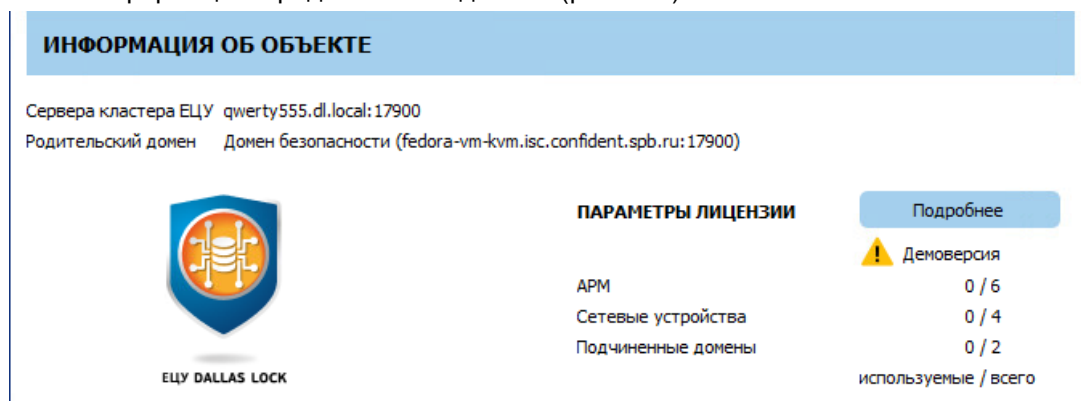 ИНФОРМАЦИЯ ОБ ОБЪЕКТЕ
Сервера кластера ЕЦУ qwerty555.dl.local:17900
Родительский домен Домен безопасности (fedora-vm-kvm.isc.confident.spb.ru:17900)
ПАРАМЕТРЫ ЛИЦЕНЗИИ Подробнее
Демоверсия
АРМ 0 / 6
Сетевые устройства 0 / 4
Подчиненные домены 0 / 2
используемые / всего
ЕЦУ DALLAS LOCK